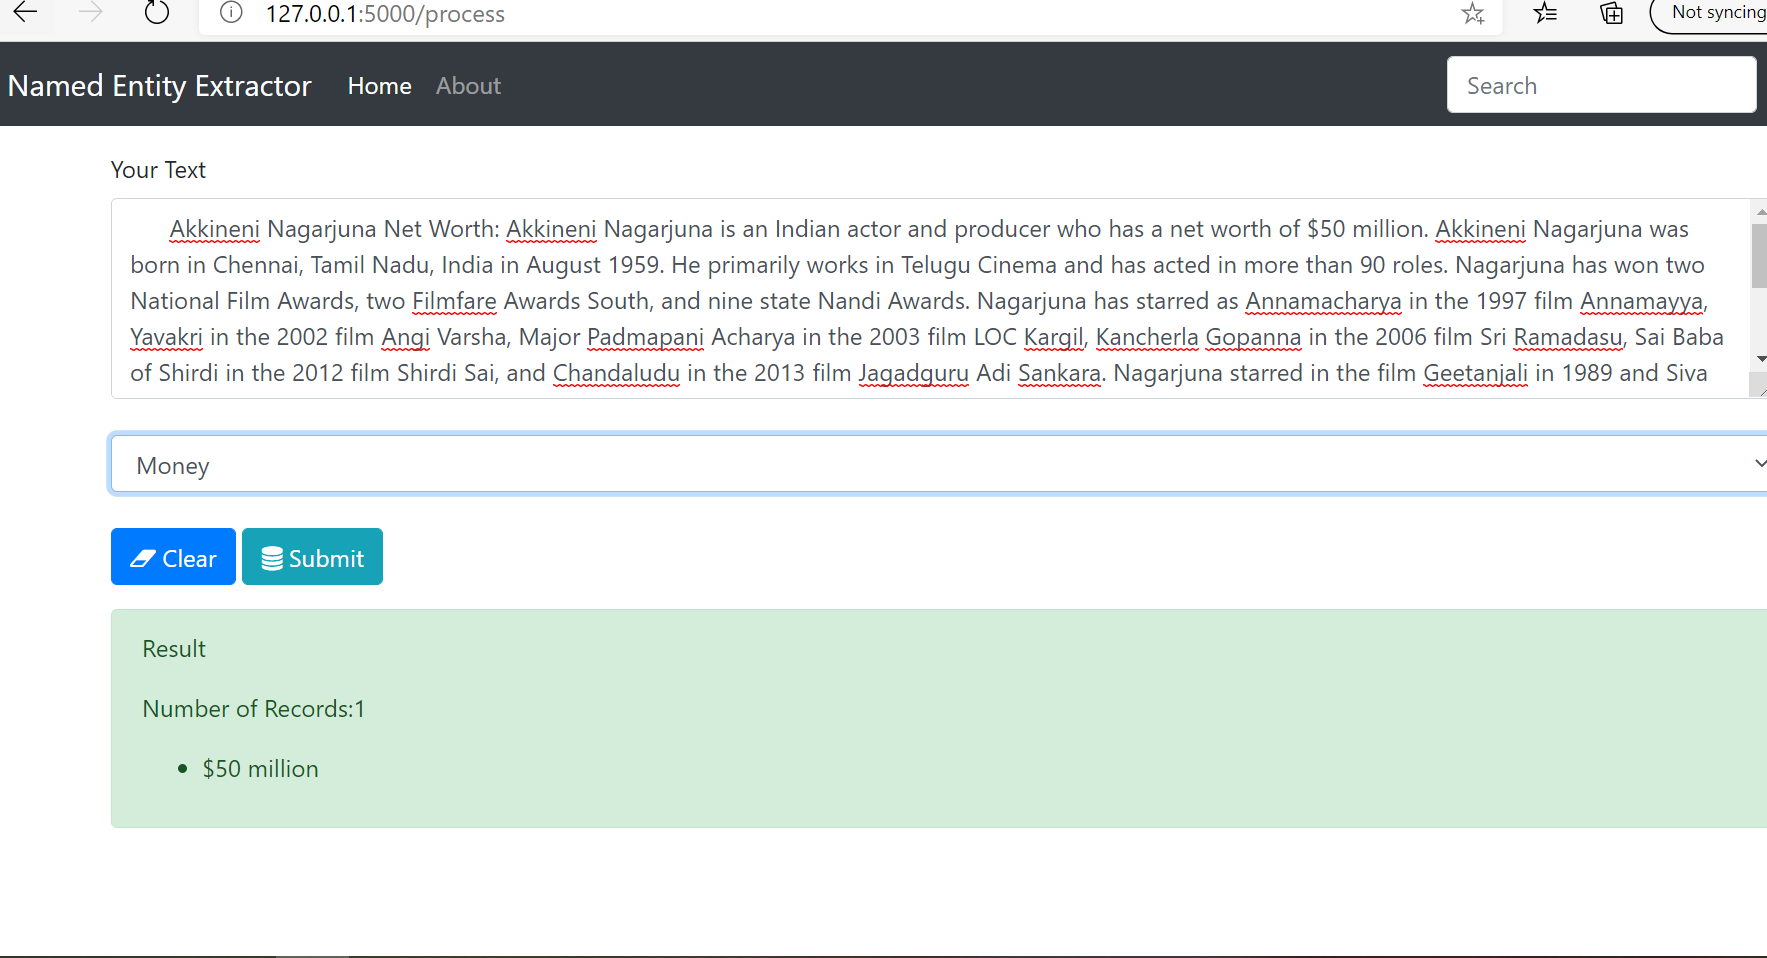 127.0.0.1:5000/process
Not syncing
Named Entity Extractor Home About Search
Your Text
Akkineni Nagarjuna Net Worth: Akkineni Nagarjuna is an Indian actor and producer who has a net worth of $50 million. Akkineni Nagarjuna was
born in Chennai, Tamil Nadu, India in August 1959. He primarily works in Telugu Cinema and has acted in more than 90 roles. Nagarjuna has won two
National Film Awards, two Filmfare Awards South, and nine state Nandi Awards. Nagarjuna has starred as Annamacharya in the 1997 film Annamayya,
Yavakri in the 2002 film Angi Varsha, Major Padmapani Acharya in the 2003 film LOC Kargil, Kancherla Gopanna in the 2006 film Sri Ramadasu, Sai Baba
of Shirdi in the 2012 film Shirdi Sai, and Chandaludu in the 2013 film Jagadguru Adi Sankara. Nagarjuna starred in the film Geetanjali in 1989 and Siva
Money
Clear Submit
Result
Number of Records:1
• $50 million